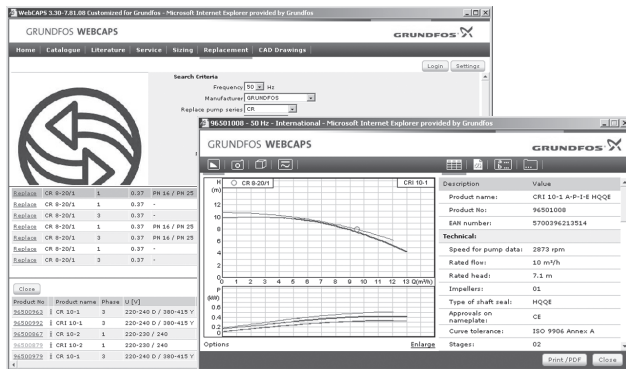 WebCAPS 3.30-7.81.08 Customized for Grundfos - Microsoft Internet Explorer provided by Grundfos
GRUNDFOS WEBCAPS
GRUNDFOS
Home Catalogue Literature Service Sizing Replacement CAD Drawings
Login Settings
Search Criteria
Frequency 50 Hz
Manufacturer GRUNDFOS
Replace pump series CR
Replace CR 8-20/1 1 0.37 PN 16 / PN 25
Replace CR 8-20/1 1 0.37 -
Replace CR 8-20/1 3 0.37 -
Replace CR 8-20/1 3 0.37 PN 16 / PN 25
Replace CR 8-20/1 3 0.37 PN 16 / PN 25
Replace CR 8-20/1 1 0.37 -
Replace CR 8-20/1 3 0.37 -
Close
Product No Product name Phase U [V]
96500963 CR 10-1 3 220-240 D / 380-415 Y
96500992 CRI 10-1 3 220-240 D / 380-415 Y
96500867 CR 10-2 1 220-230 / 240
96500879 CRI 10-2 1 220-230 / 240
96500979 CR 10-1 3 220-240 D / 380-415 Y
96501008 - 50 Hz - International - Microsoft Internet Explorer provided by Grundfos
GRUNDFOS WEBCAPS
GRUNDFOS
H
(m)
CR 8-20/1
CRI 10-1
12
10
8
6
4
2
0
0 1 2 3 4 5 6 7 8 9 10 11 12 13 Q(m³/h)
P
(kW)
0.6
0.4
0.2
0
Options
Enlarge
Description Value
Product name: CRI 10-1 A-P-I-E HQQE
Product No: 96501008
EAN number: 5700396213514
Technical:
Speed for pump data: 2873 rpm
Rated flow: 10 m³/h
Rated head: 7.1 m
Impellers: 01
Type of shaft seal: HQQE
Approvals on nameplate: CE
Curve tolerance: ISO 9906 Annex A
Stages: 02
Print /PDF Close